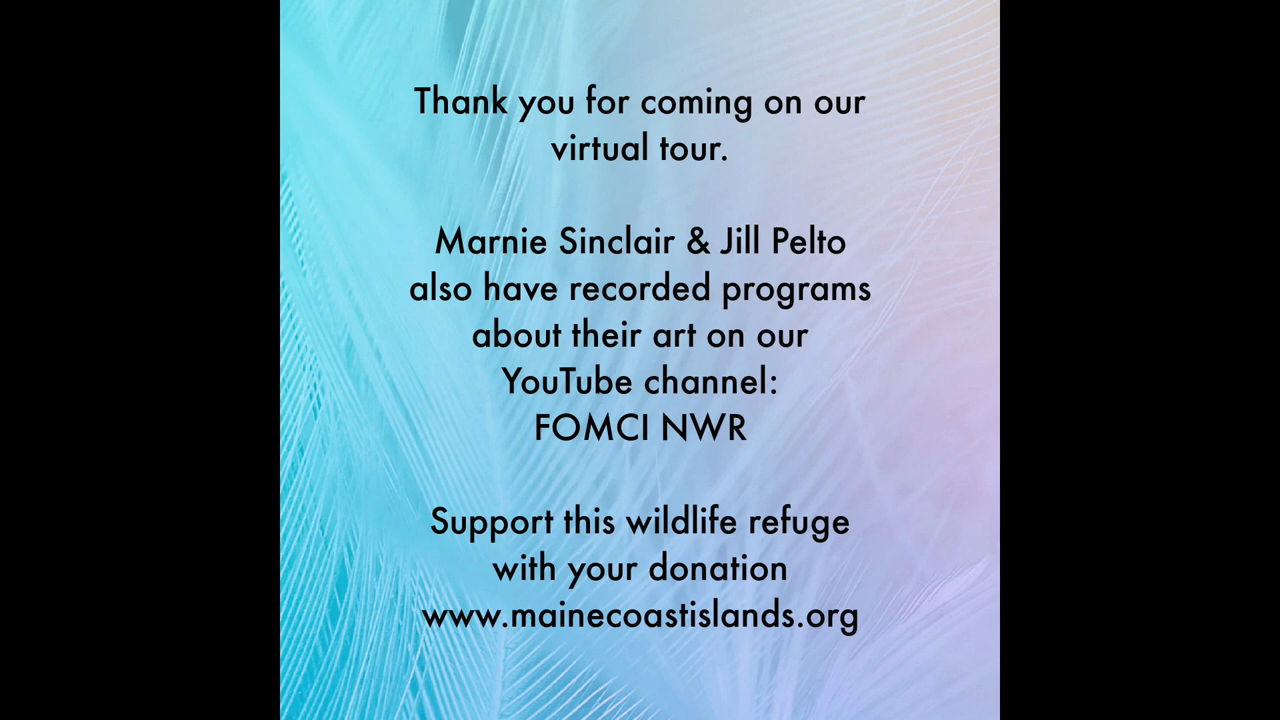 Thank you for coming on our
virtual tour.
Marnie Sinclair & Jill Pelto
also have recorded programs
about their art on our
YouTube channel:
FOMCI NWR
Support this wildlife refuge
with your donation
www.mainecoastislands.org